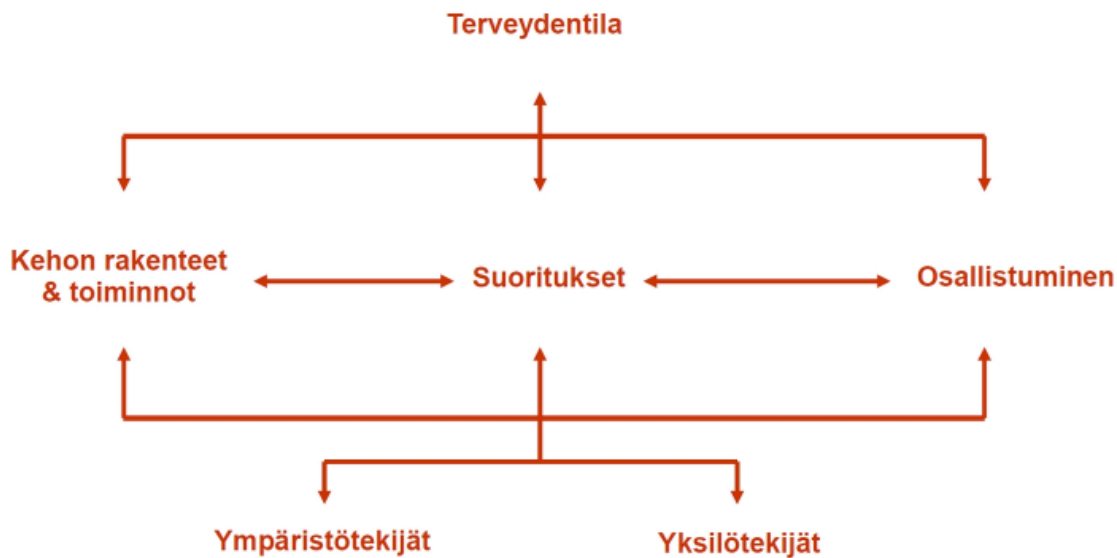 Terveydentila
Kehon rakenteet
& toiminnot
Suoritukset
Osallistuminen
Ympäristötekijät
Yksilötekijät